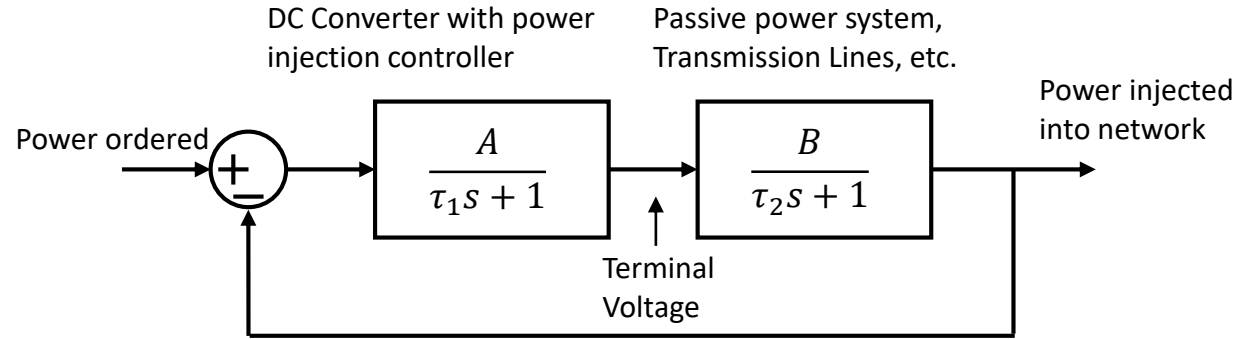 DC Converter with power
injection controller
Passive power system,
Transmission Lines, etc.
Power ordered
+
−
A
τ₁s + 1
B
τ₂s + 1
Power injected
into network
Terminal
Voltage